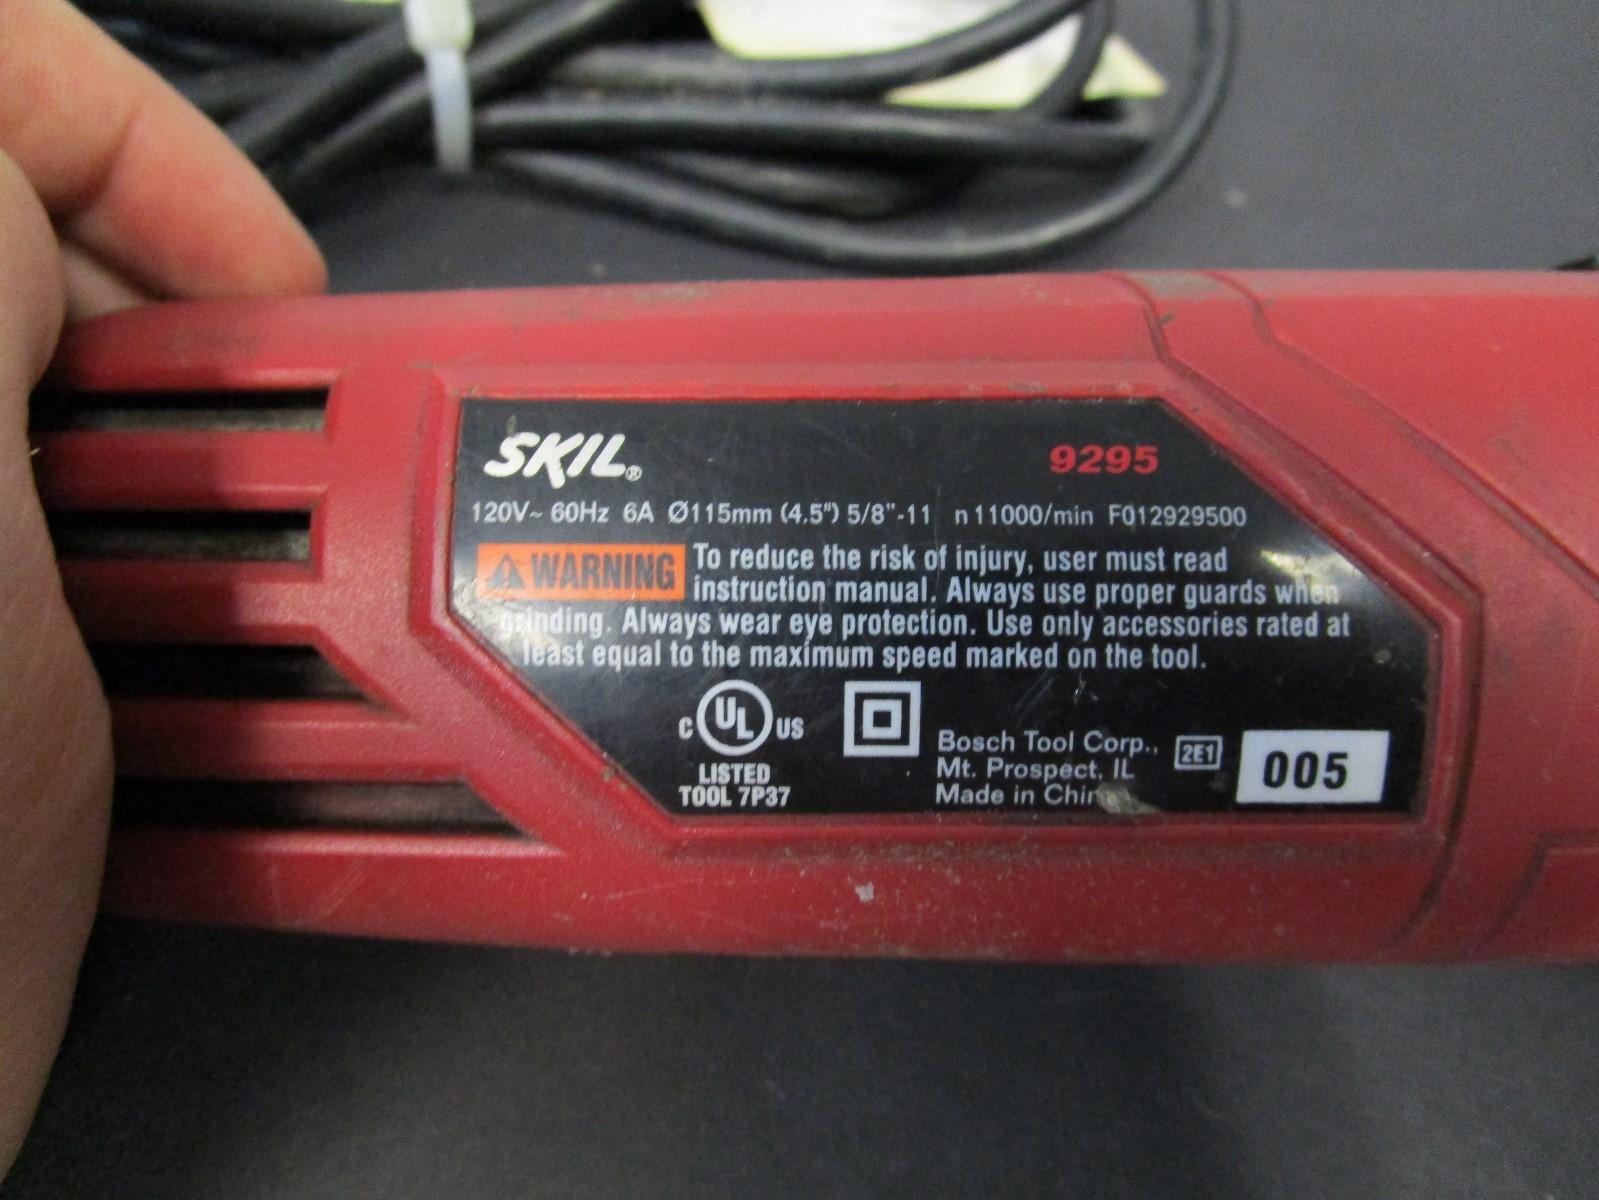 SKIL®
9295
120V~ 60Hz 6A Ø115mm (4.5") 5/8"-11 n 11000/min F012929500
WARNING To reduce the risk of injury, user must read
instruction manual. Always use proper guards when
grinding. Always wear eye protection. Use only accessories rated at
least equal to the maximum speed marked on the tool.
C UL US
LISTED
TOOL 7P37
Bosch Tool Corp.,
Mt. Prospect, IL
Made in China
2E1
005